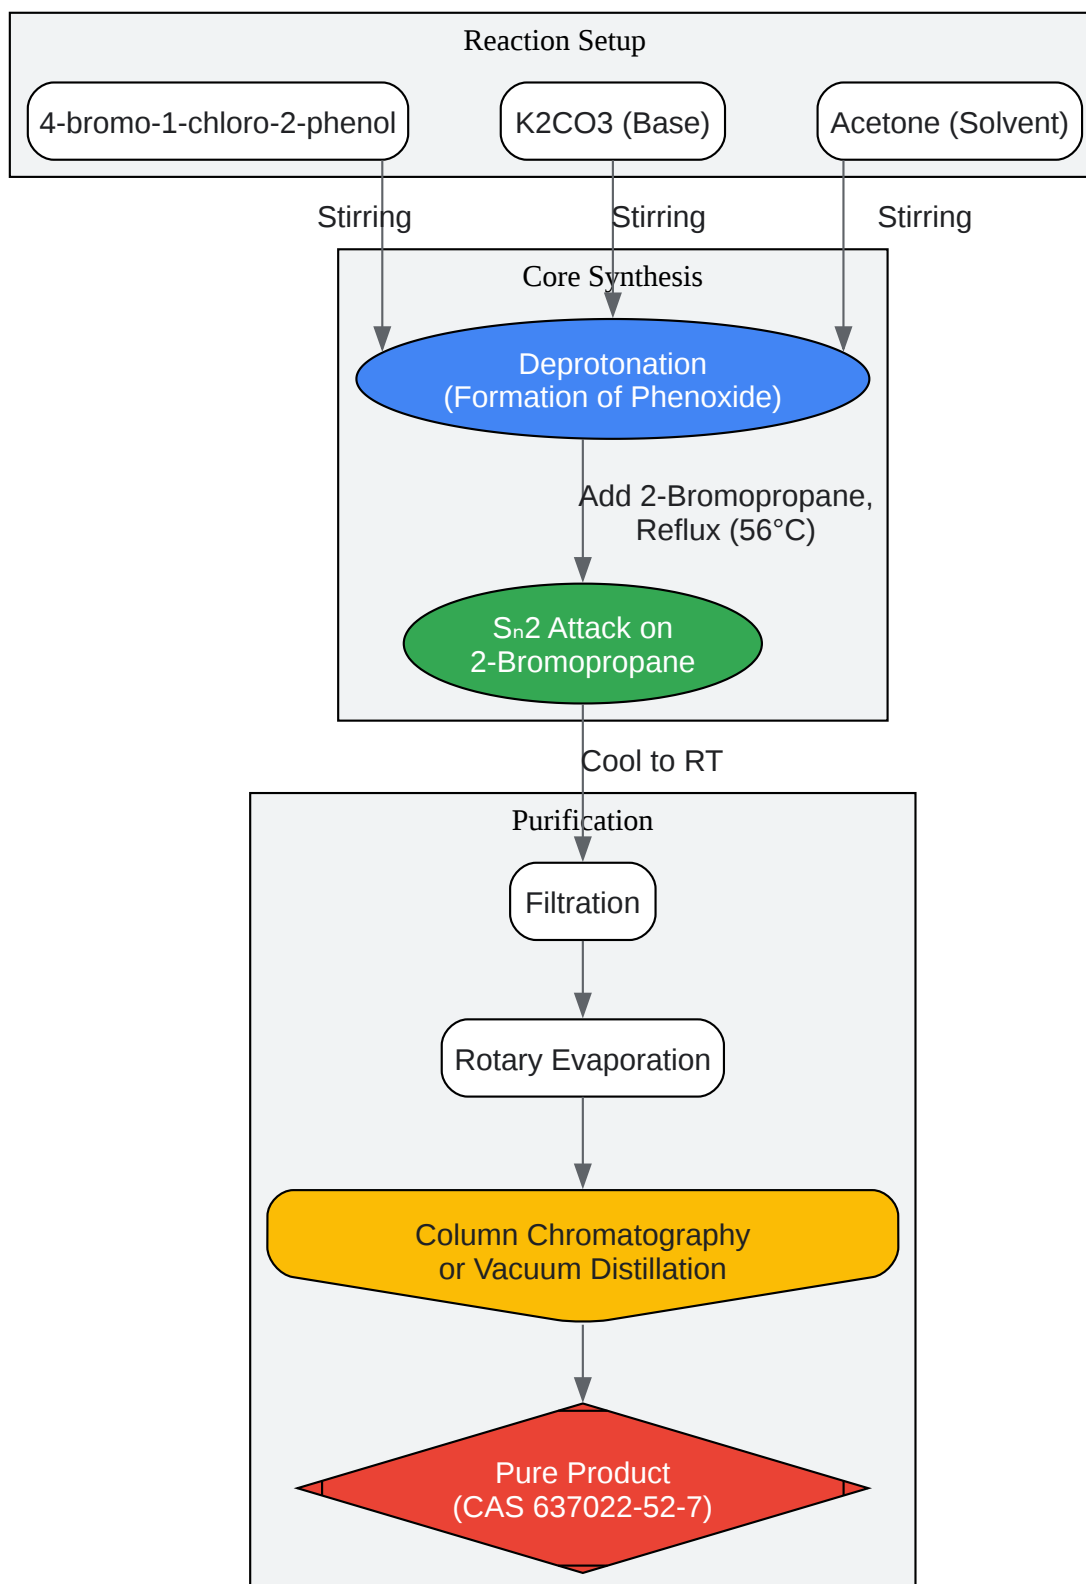 Reaction Setup
4-bromo-1-chloro-2-phenol
K2CO3 (Base)
Acetone (Solvent)
Stirring
Stirring
Stirring
Core Synthesis
Deprotonation
(Formation of Phenoxide)
Add 2-Bromopropane,
Reflux (56°C)
Sₙ2 Attack on
2-Bromopropane
Cool to RT
Purification
Filtration
Rotary Evaporation
Column Chromatography
or Vacuum Distillation
Pure Product
(CAS 637022-52-7)